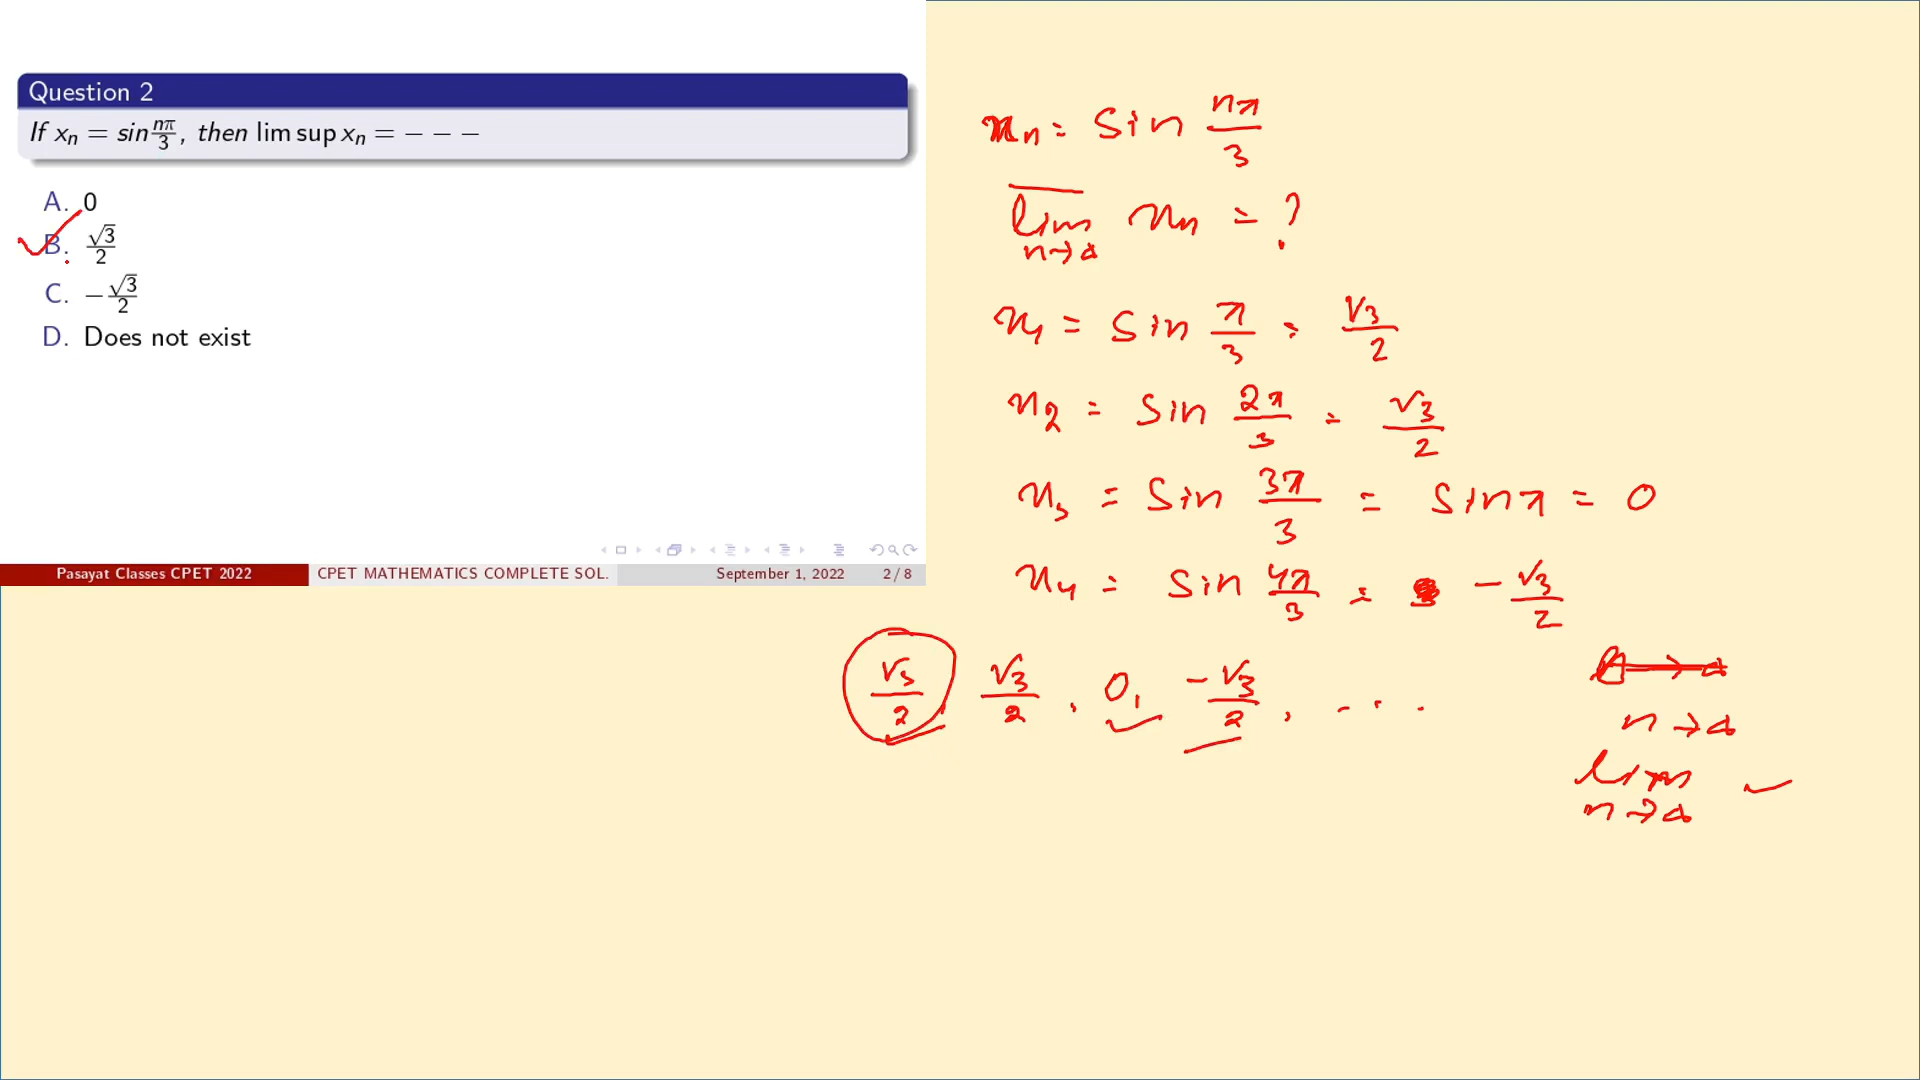 Question 2
If xₙ = sin nπ/3, then lim sup xₙ = − − −
A. 0
B. √3/2
C. −√3/2
D. Does not exist
Pasayat Classes CPET 2022 CPET MATHEMATICS COMPLETE SOL. September 1, 2022 2 / 8
xₙ = sin nπ/3
lim n→∞ xₙ = ?
x₁ = sin π/3 = √3/2
x₂ = sin 2π/3 = √3/2
x₃ = sin 3π/3 = sin π = 0
x₄ = sin 4π/3 = −√3/2
√3/2 √3/2, 0, −√3/2, ...
n→∞
lim
n→∞